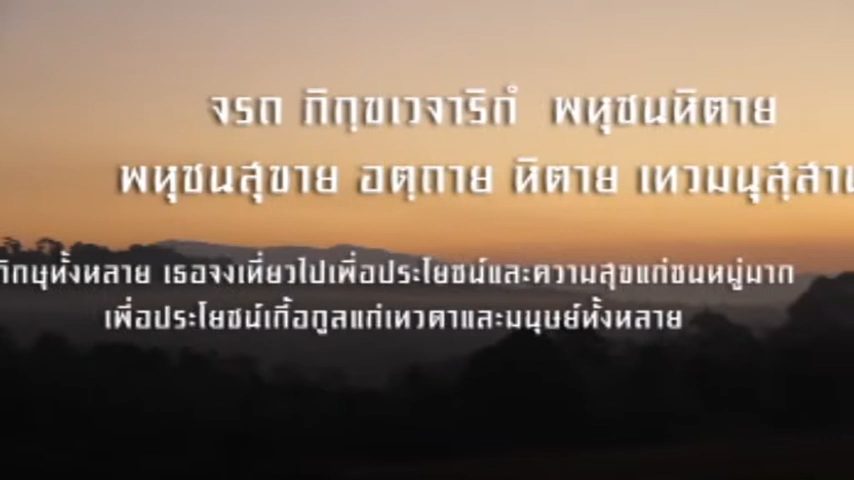 จรถ ภิกฺขเวจาริกํ พหุชนหิตาย
พหุชนสุขาย อตฺถาย หิตาย เทวมนุสฺสาน
ภิกษุทั้งหลาย เธอจงเที่ยวไปเพื่อประโยชน์และความสุขแก่ชนหมู่มาก
เพื่อประโยชน์เกื้อกูลแก่เทวดาและมนุษย์ทั้งหลาย